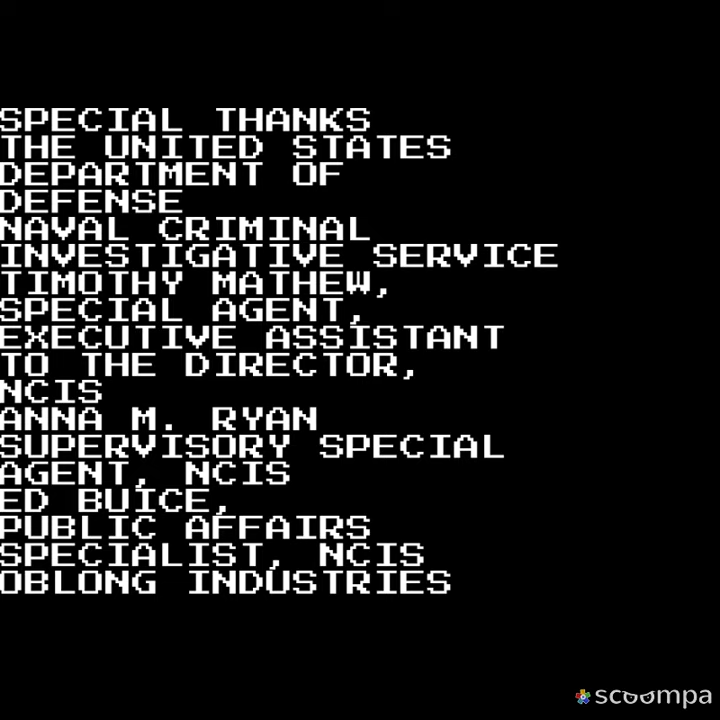 SPECIAL THANKS
THE UNITED STATES
DEPARTMENT OF
DEFENSE
NAVAL CRIMINAL
INVESTIGATIVE SERVICE
TIMOTHY MATHEW,
SPECIAL AGENT,
EXECUTIVE ASSISTANT
TO THE DIRECTOR,
NCIS
ANNA M. RYAN
SUPERVISORY SPECIAL
AGENT, NCIS
ED BUICE,
PUBLIC AFFAIRS
SPECIALIST, NCIS
OBLONG INDUSTRIES
scoompa